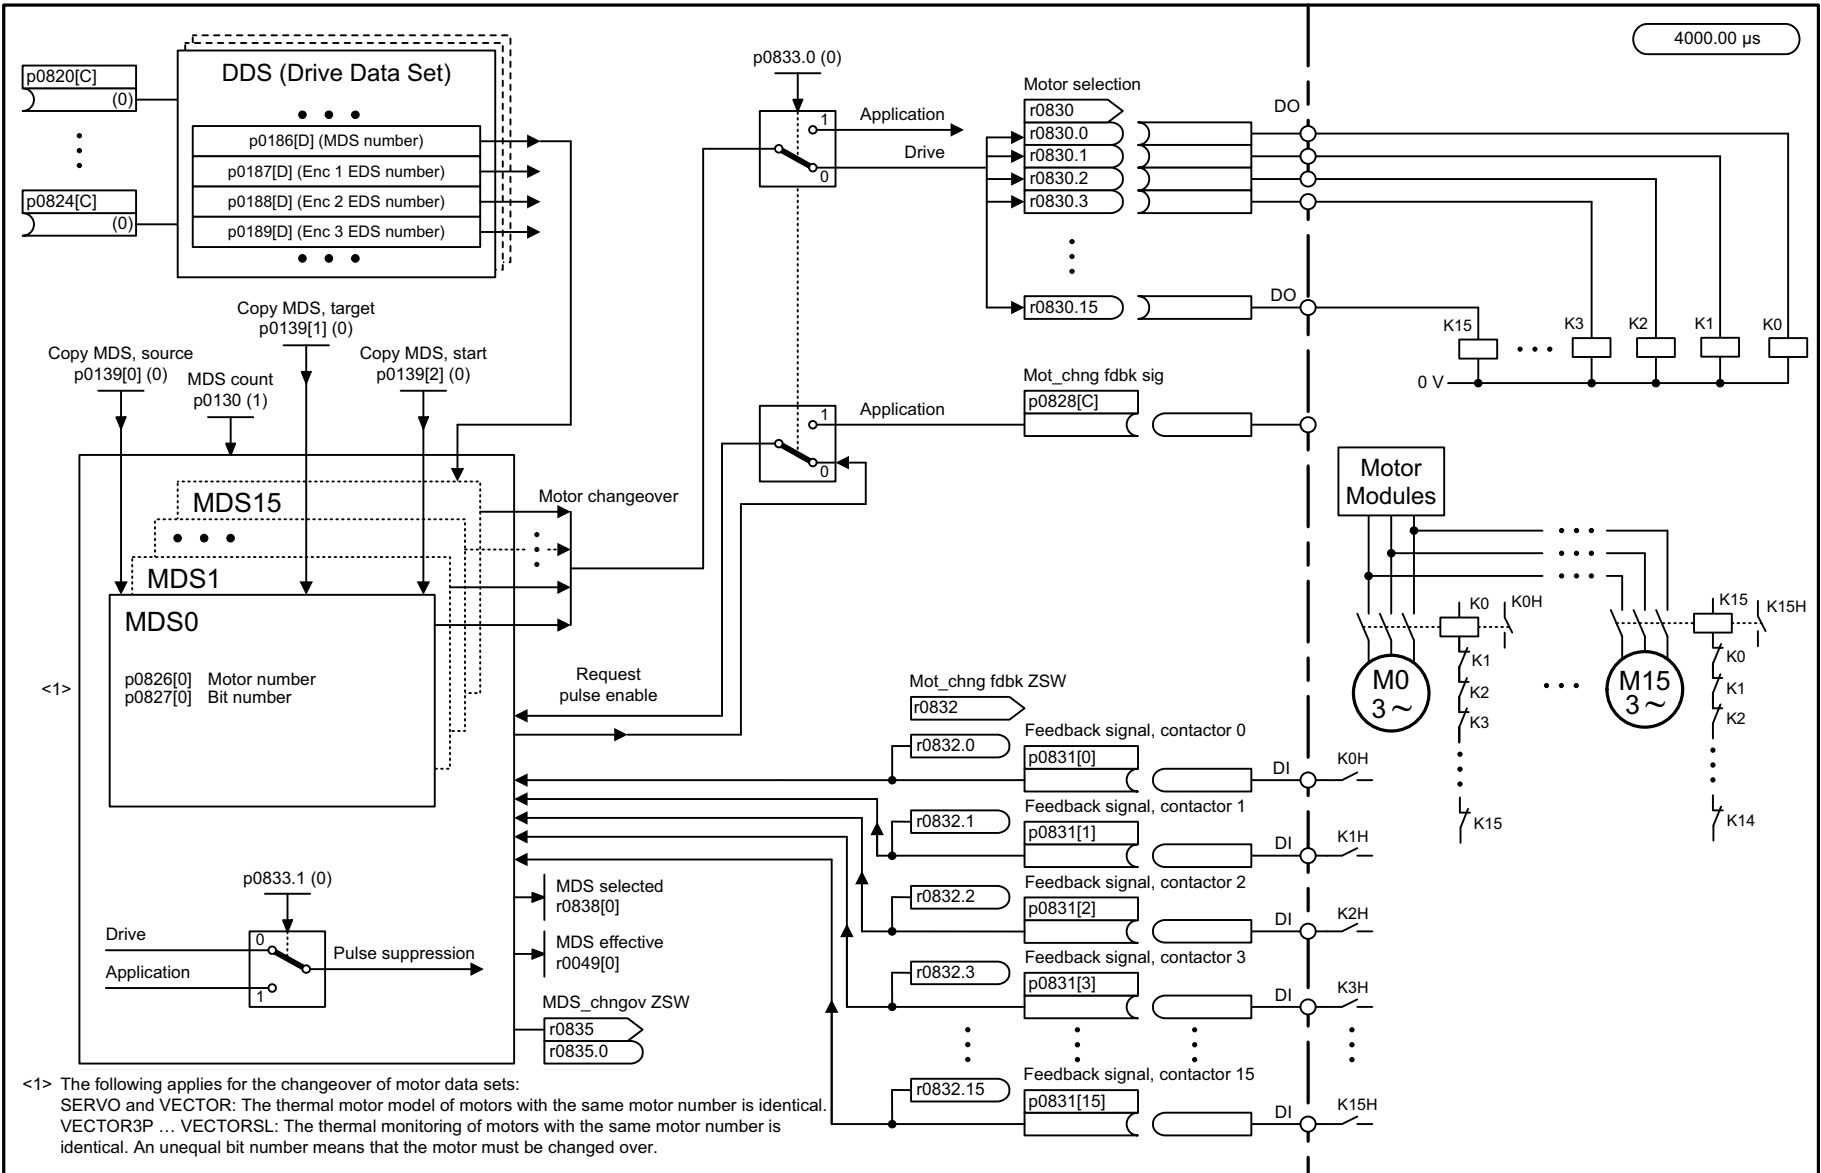 4000.00 µs
p0820[C]
(0)
p0824[C]
(0)
DDS (Drive Data Set)
p0186[D] (MDS number)
p0187[D] (Enc 1 EDS number)
p0188[D] (Enc 2 EDS number)
p0189[D] (Enc 3 EDS number)
p0833.0 (0)
1
0
Application
Drive
Motor selection
r0830
r0830.0
r0830.1
r0830.2
r0830.3
r0830.15
DO
DO
K15
K3
K2
K1
K0
0 V
Copy MDS, target
p0139[1] (0)
Copy MDS, source
p0139[0] (0)
MDS count
p0130 (1)
Copy MDS, start
p0139[2] (0)
1
0
Application
Mot_chng fdbk sig
p0828[C]
MDS15
MDS1
MDS0
p0826[0] Motor number
p0827[0] Bit number
<1>
Motor changeover
Request
pulse enable
Motor
Modules
K0
K0H
K1
K2
K3
K15
M0
3 ~
K15
K15H
K0
K1
K2
K14
M15
3 ~
Mot_chng fdbk ZSW
r0832
r0832.0
Feedback signal, contactor 0
p0831[0]
DI
K0H
r0832.1
Feedback signal, contactor 1
p0831[1]
DI
K1H
r0832.2
Feedback signal, contactor 2
p0831[2]
DI
K2H
r0832.3
Feedback signal, contactor 3
p0831[3]
DI
K3H
r0832.15
Feedback signal, contactor 15
p0831[15]
DI
K15H
p0833.1 (0)
Drive
Application
0
1
Pulse suppression
MDS selected
r0838[0]
MDS effective
r0049[0]
MDS_chngov ZSW
r0835
r0835.0
<1> The following applies for the changeover of motor data sets:
SERVO and VECTOR: The thermal motor model of motors with the same motor number is identical.
VECTOR3P … VECTORSL: The thermal monitoring of motors with the same motor number is
identical. An unequal bit number means that the motor must be changed over.